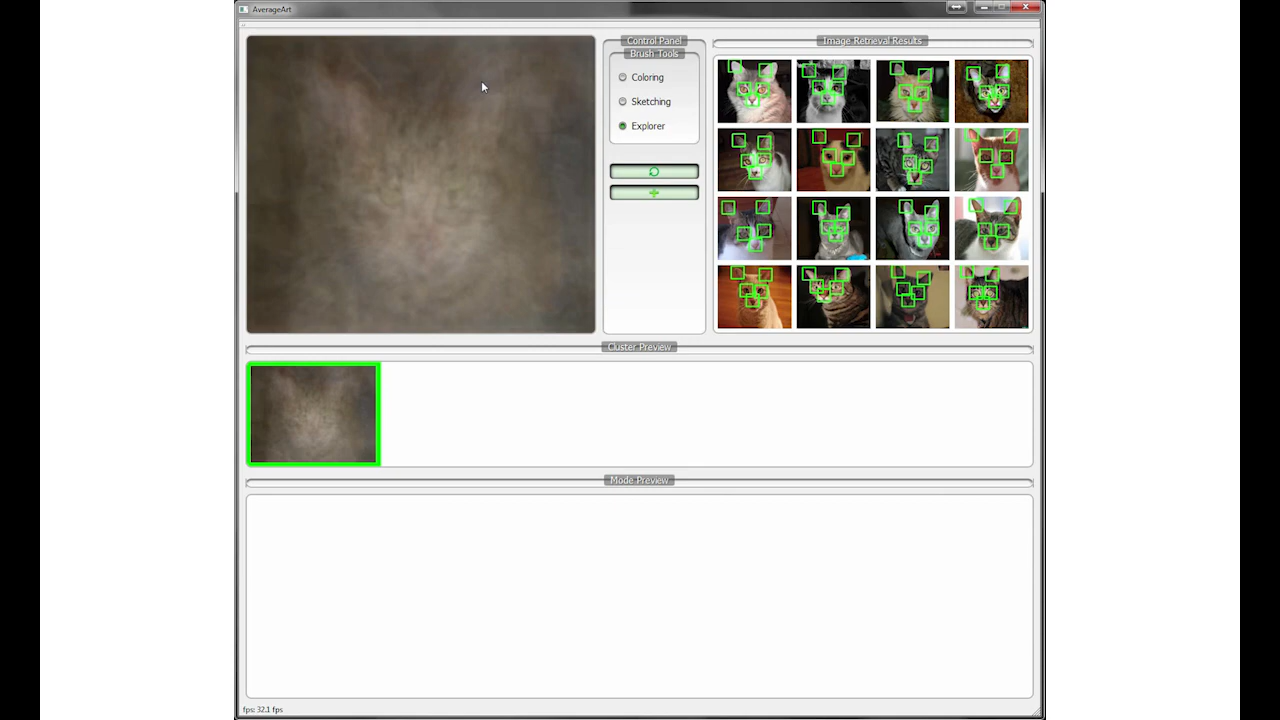 AverageArt
Control Panel
Brush Tools
Coloring
Sketching
Explorer
Image Retrieval Results
Cluster Preview
Mode Preview
fps: 32.1 fps